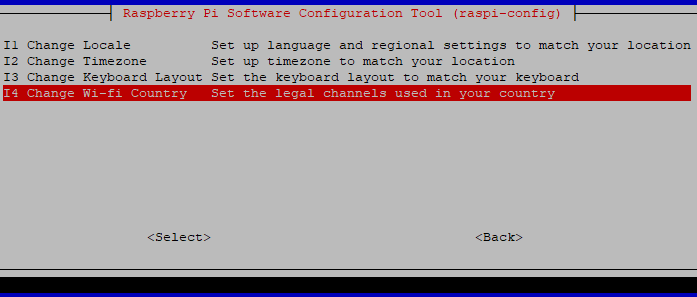 Raspberry Pi Software Configuration Tool (raspi-config)
I1 Change Locale Set up language and regional settings to match your location
I2 Change Timezone Set up timezone to match your location
I3 Change Keyboard Layout Set the keyboard layout to match your keyboard
I4 Change Wi-fi Country Set the legal channels used in your country
<Select> <Back>